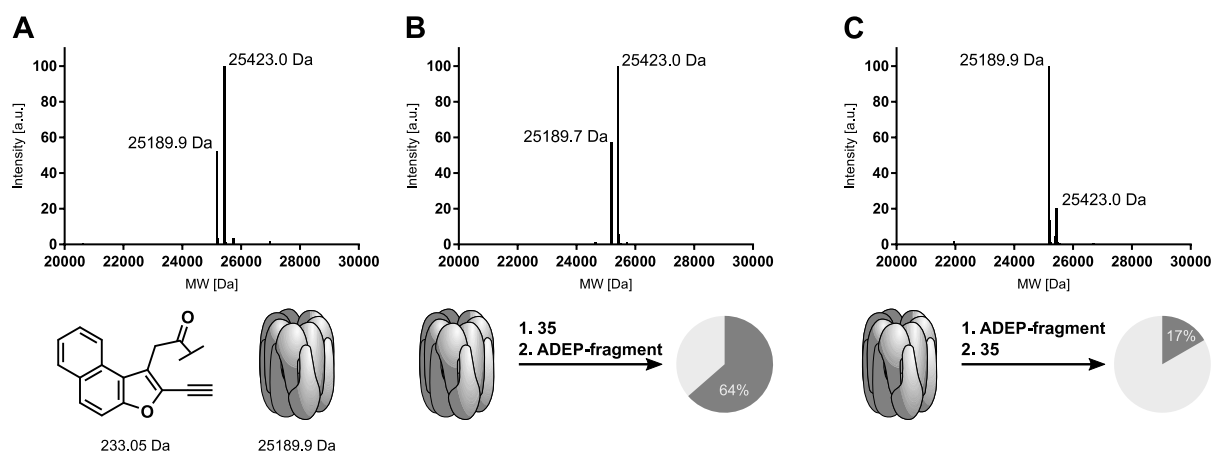 A
25423.0 Da
25189.9 Da
Intensity [a.u.]
100
80
60
40
20
0
20000 22000 24000 26000 28000 30000
MW [Da]
O
O
233.05 Da
25189.9 Da
B
25423.0 Da
25189.7 Da
Intensity [a.u.]
100
80
60
40
20
0
20000 22000 24000 26000 28000 30000
MW [Da]
1. 35
2. ADEP-fragment
64%
C
25189.9 Da
25423.0 Da
Intensity [a.u.]
100
80
60
40
20
0
20000 22000 24000 26000 28000 30000
MW [Da]
1. ADEP-fragment
2. 35
17%